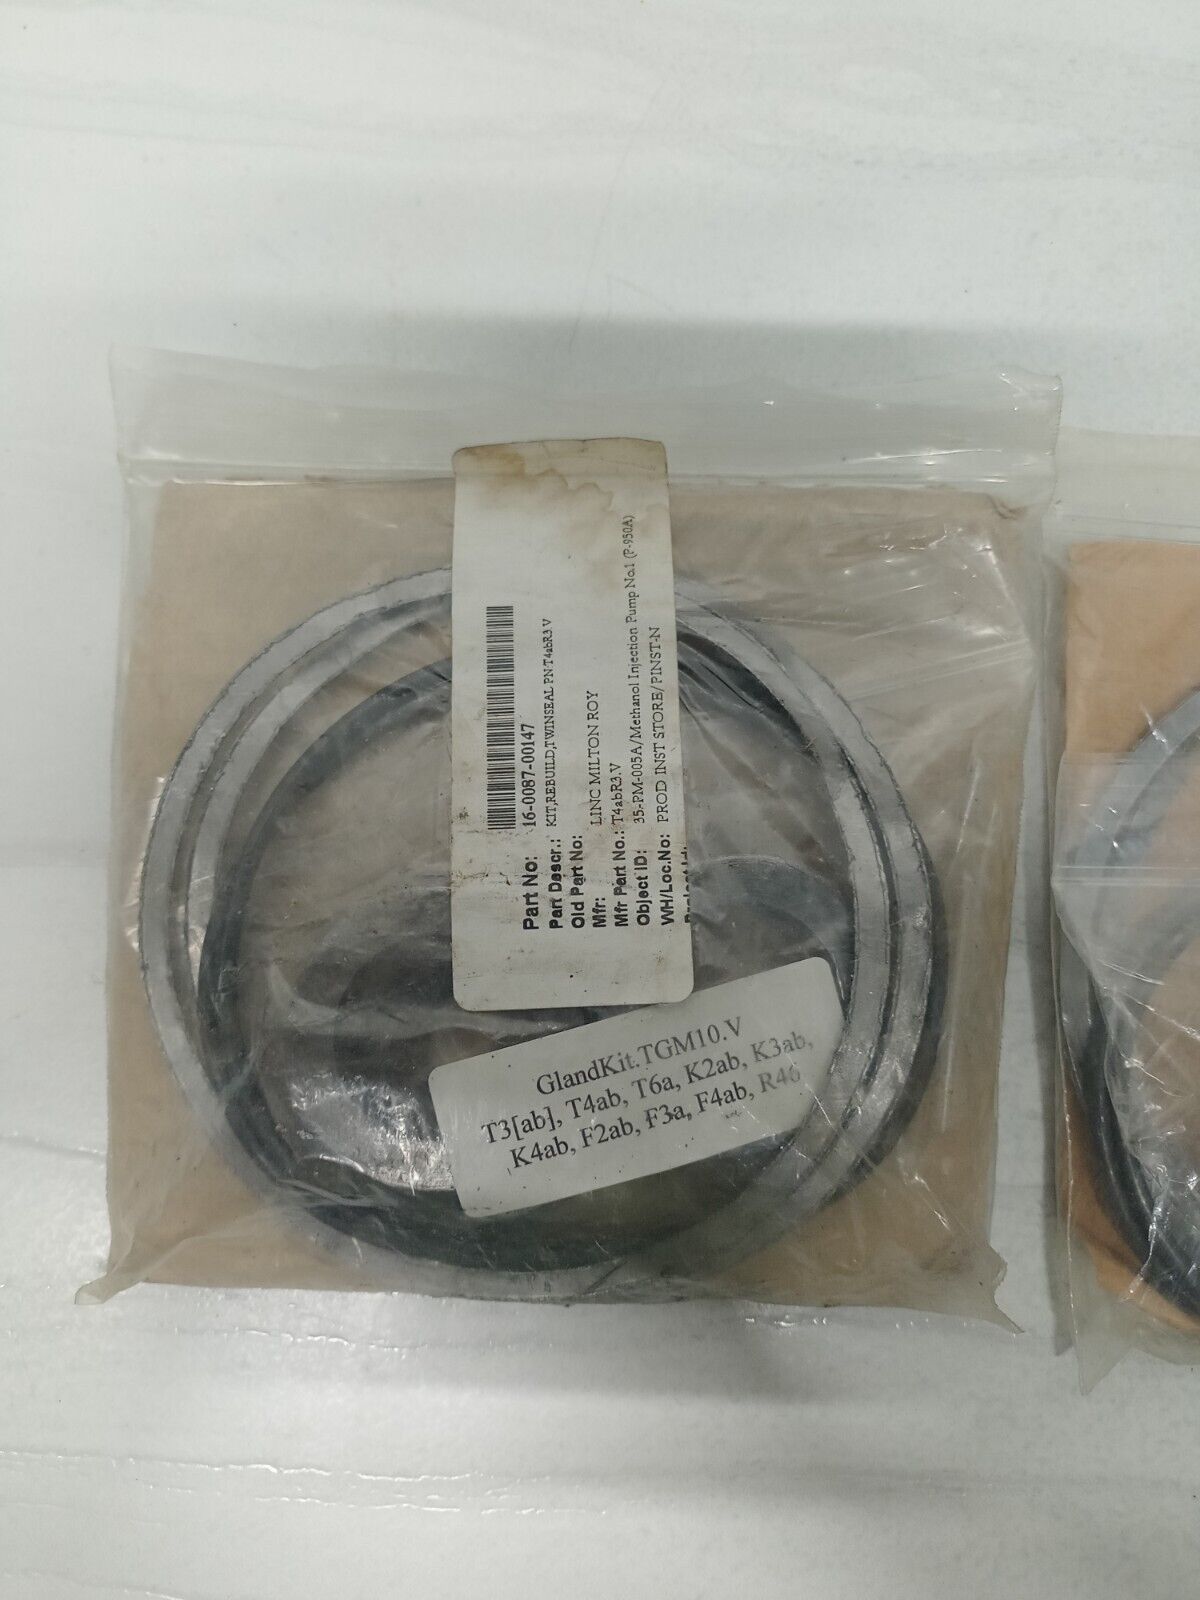 Part No: 16-0087-00147
Part Descr.: KIT,REBUILD,TWINSEAL PN:T4abR3.V
Old Part No:
Mfr: LINC MILTON ROY
Mfr Part No.: T4abR3.V
Object ID: 35-PM-005A/Methanol Injection Pump No.1 (P-950A)
WH/Loc.No: PROD INST STORE/PINST-N
GlandKit.TGM10.V
T3[ab], T4ab, T6a, K2ab, K3ab,
K4ab, F2ab, F3a, F4ab,